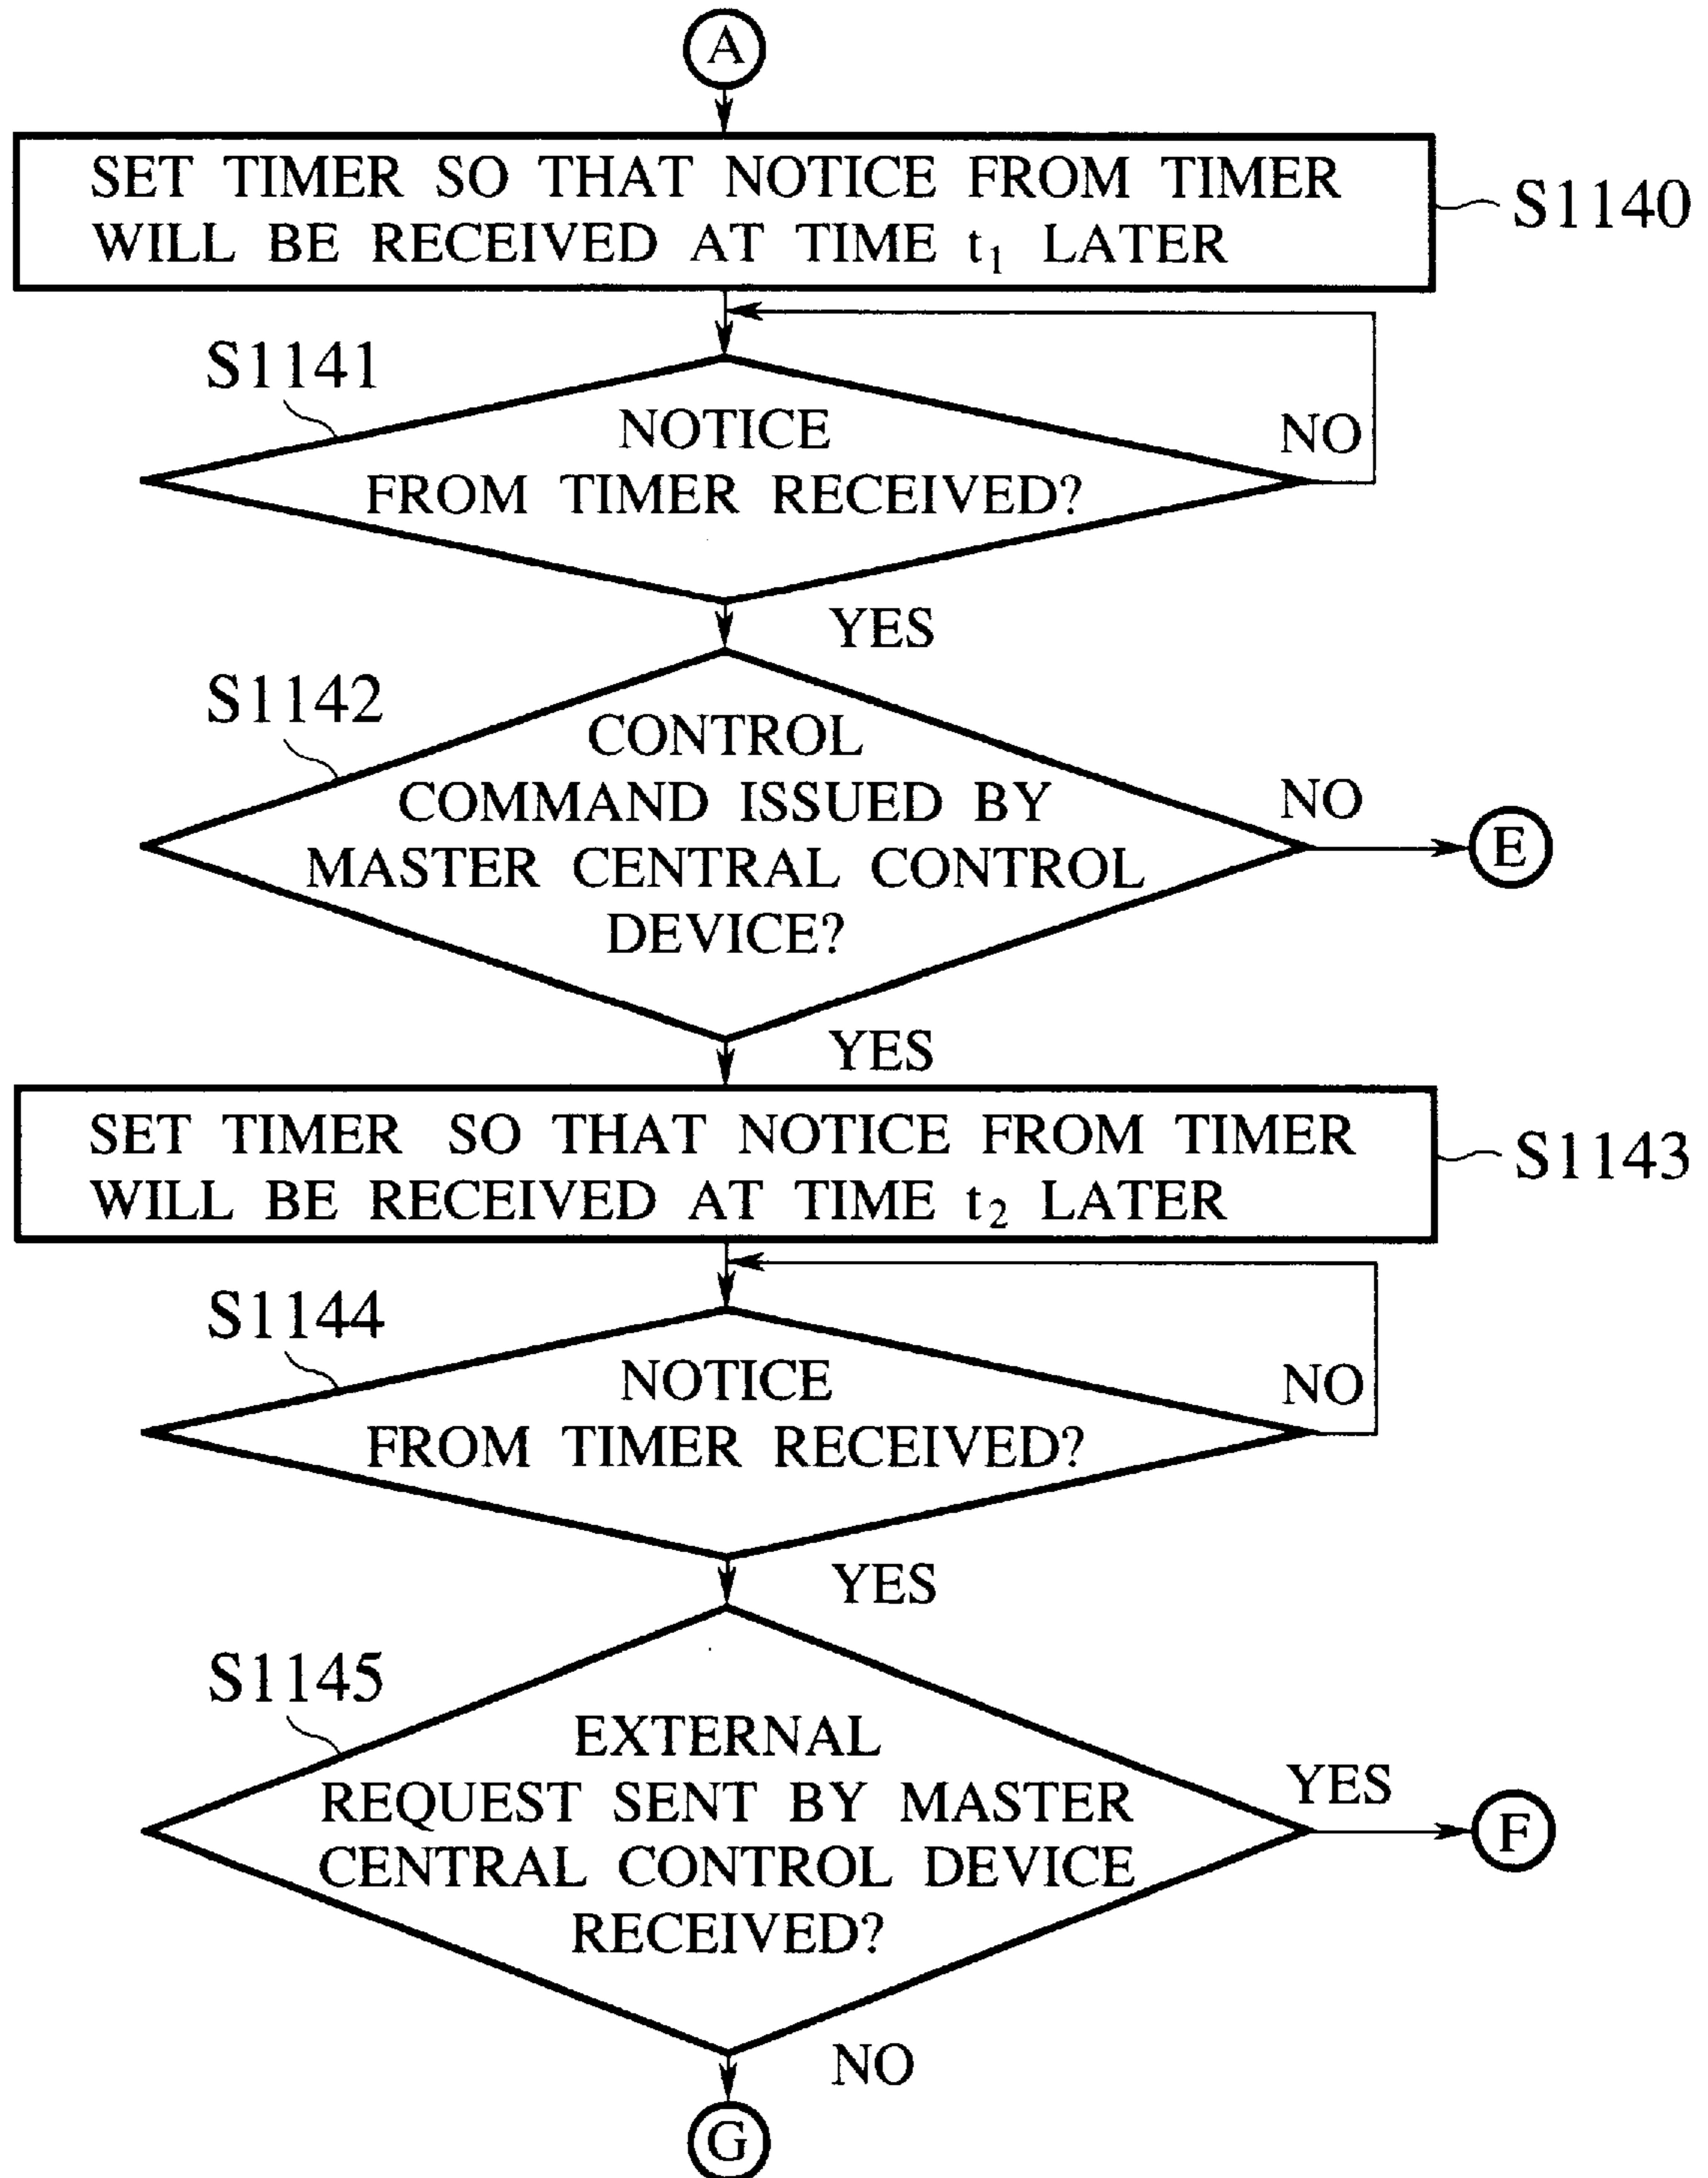 A
SET TIMER SO THAT NOTICE FROM TIMER
WILL BE RECEIVED AT TIME t₁ LATER
S1140
S1141
NOTICE
FROM TIMER RECEIVED?
NO
YES
S1142
CONTROL
COMMAND ISSUED BY
MASTER CENTRAL CONTROL
DEVICE?
NO
E
YES
SET TIMER SO THAT NOTICE FROM TIMER
WILL BE RECEIVED AT TIME t₂ LATER
S1143
S1144
NOTICE
FROM TIMER RECEIVED?
NO
YES
S1145
EXTERNAL
REQUEST SENT BY MASTER
CENTRAL CONTROL DEVICE
RECEIVED?
YES
F
NO
G